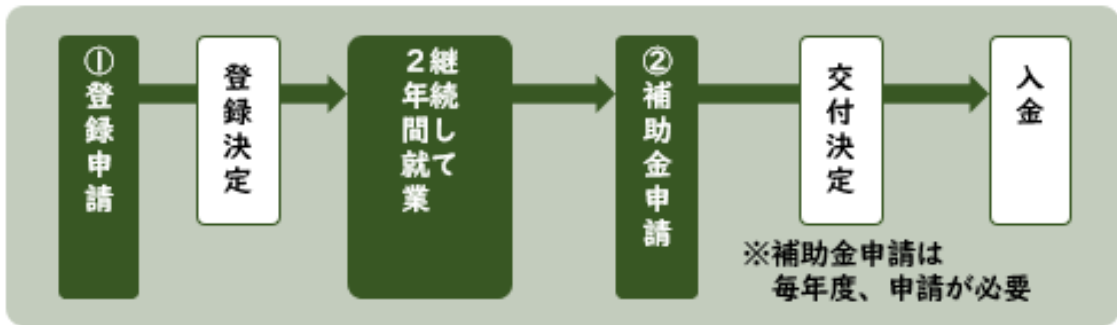 ①登録申請
登録決定
継続して
２年間就業
②補助金申請
交付決定
入金
※補助金申請は
毎年度、申請が必要